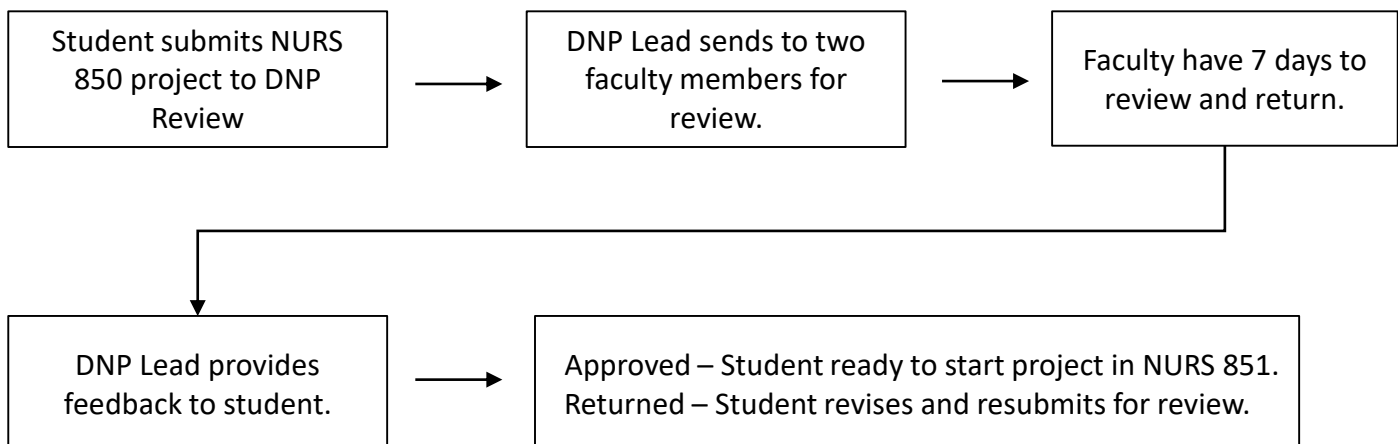 Student submits NURS
850 project to DNP
Review
DNP Lead sends to two
faculty members for
review.
Faculty have 7 days to
review and return.
DNP Lead provides
feedback to student.
Approved – Student ready to start project in NURS 851.
Returned – Student revises and resubmits for review.